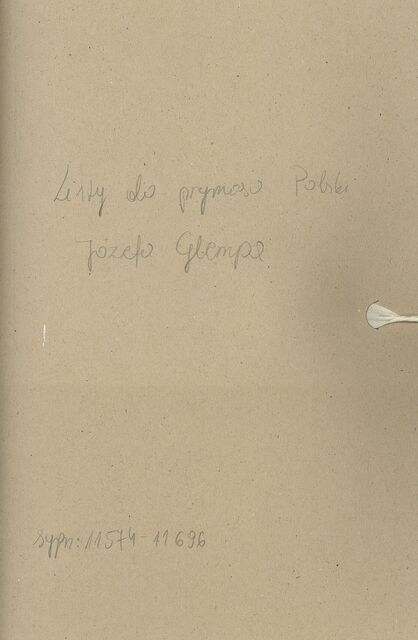 Listy do prymasa Polski
Józefa Glempa
sygn: 11574-11696